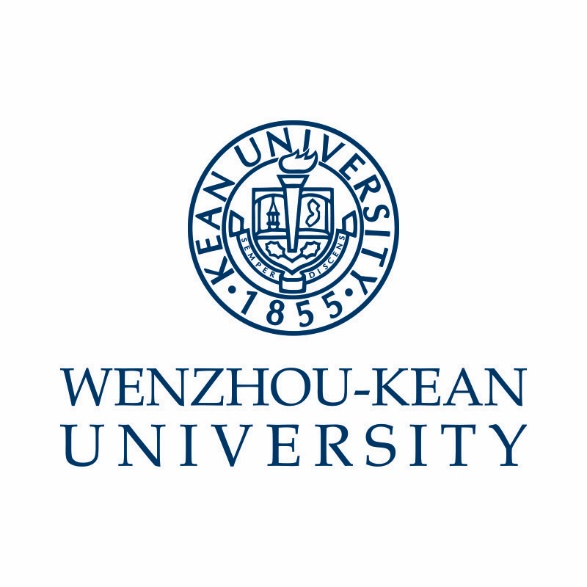 KEAN UNIVERSITY
SEMPER DISCENS
· 1855 ·
WENZHOU-KEAN
UNIVERSITY